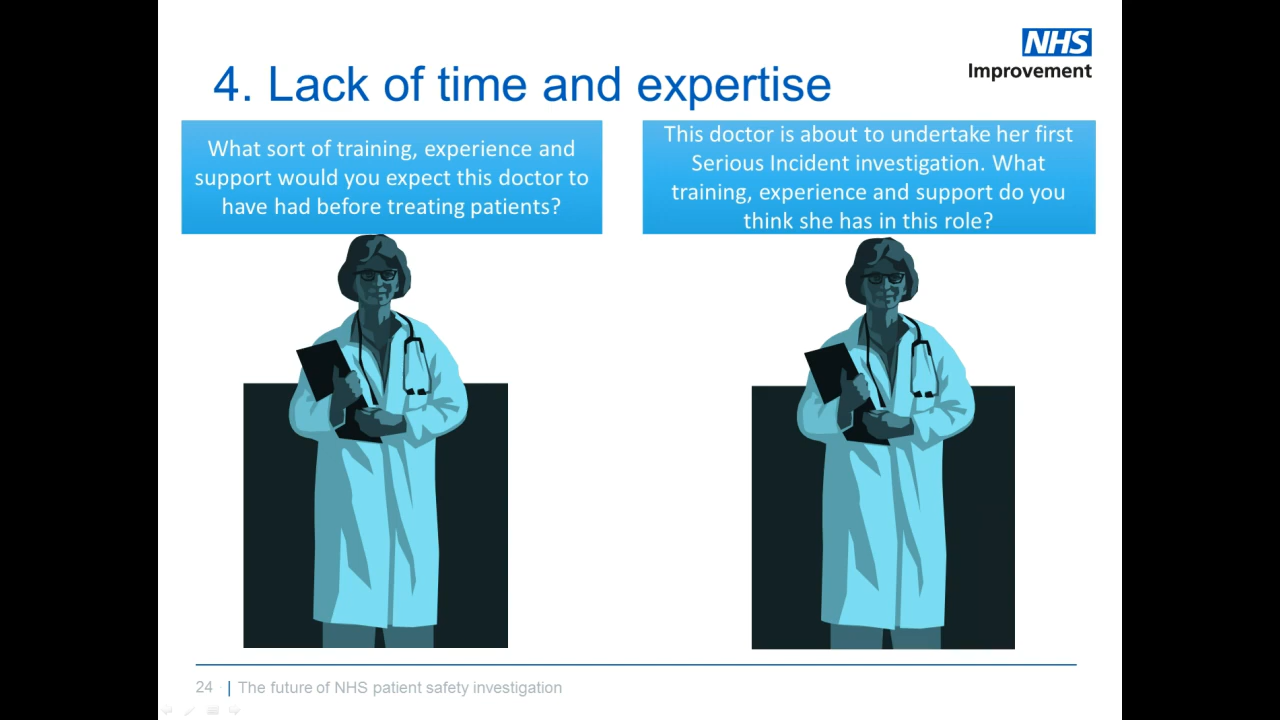 NHS
Improvement
4. Lack of time and expertise
What sort of training, experience and
support would you expect this doctor to
have had before treating patients?
This doctor is about to undertake her first
Serious Incident investigation. What
training, experience and support do you
think she has in this role?
24 | The future of NHS patient safety investigation